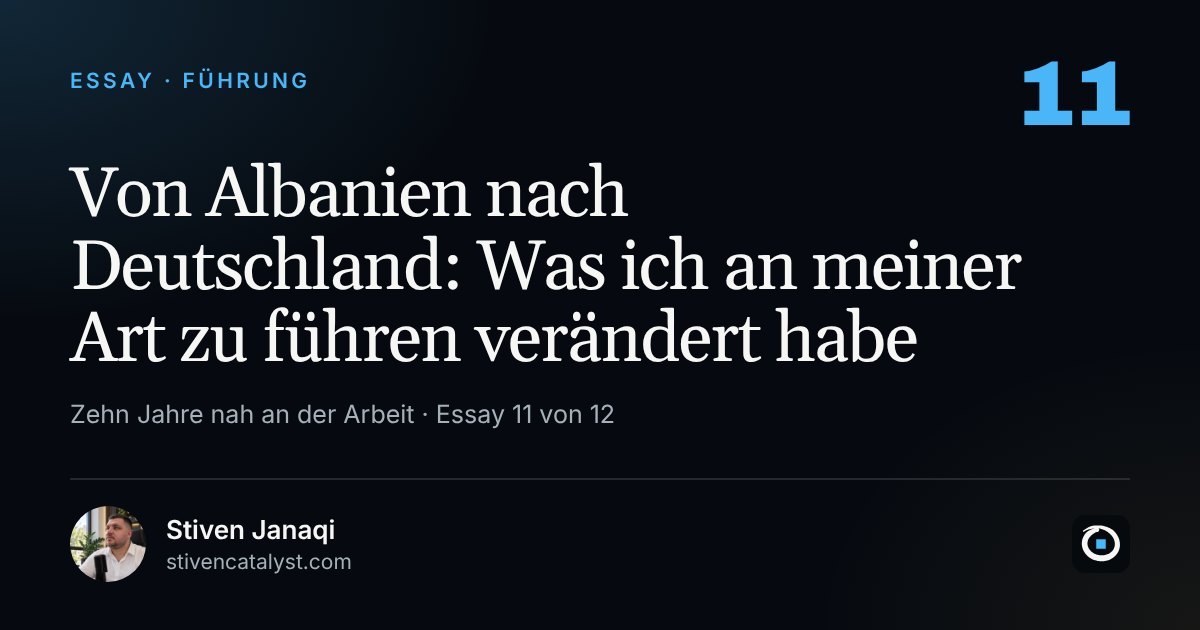 ESSAY · FÜHRUNG
11
Von Albanien nach
Deutschland: Was ich an meiner
Art zu führen verändert habe
Zehn Jahre nah an der Arbeit · Essay 11 von 12
Stiven Janaqi
stivencatalyst.com